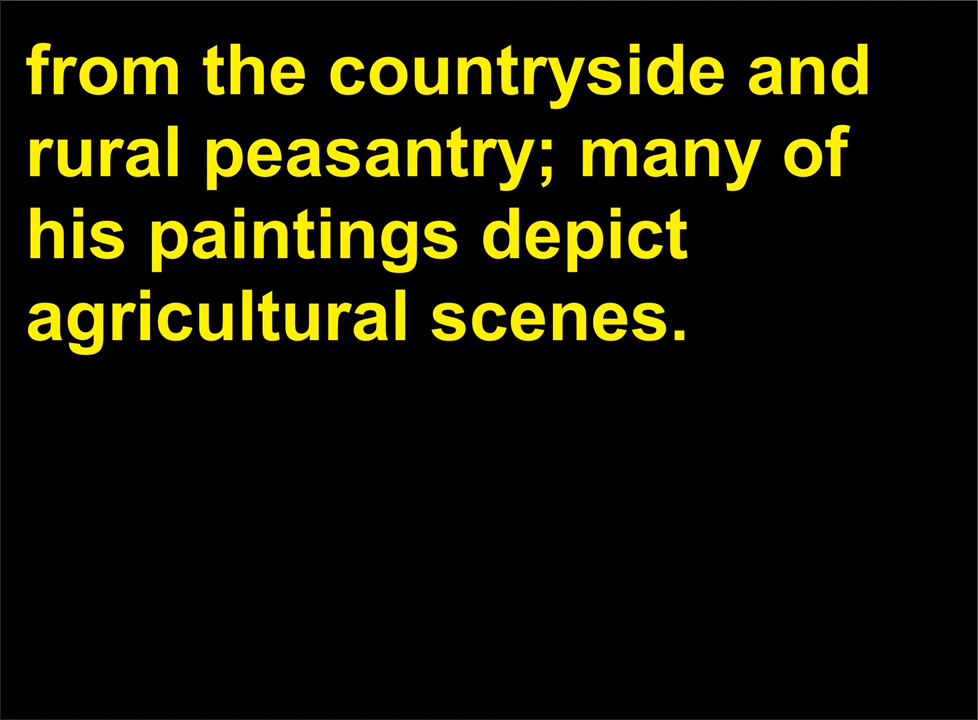 from the countryside and
rural peasantry; many of
his paintings depict
agricultural scenes.